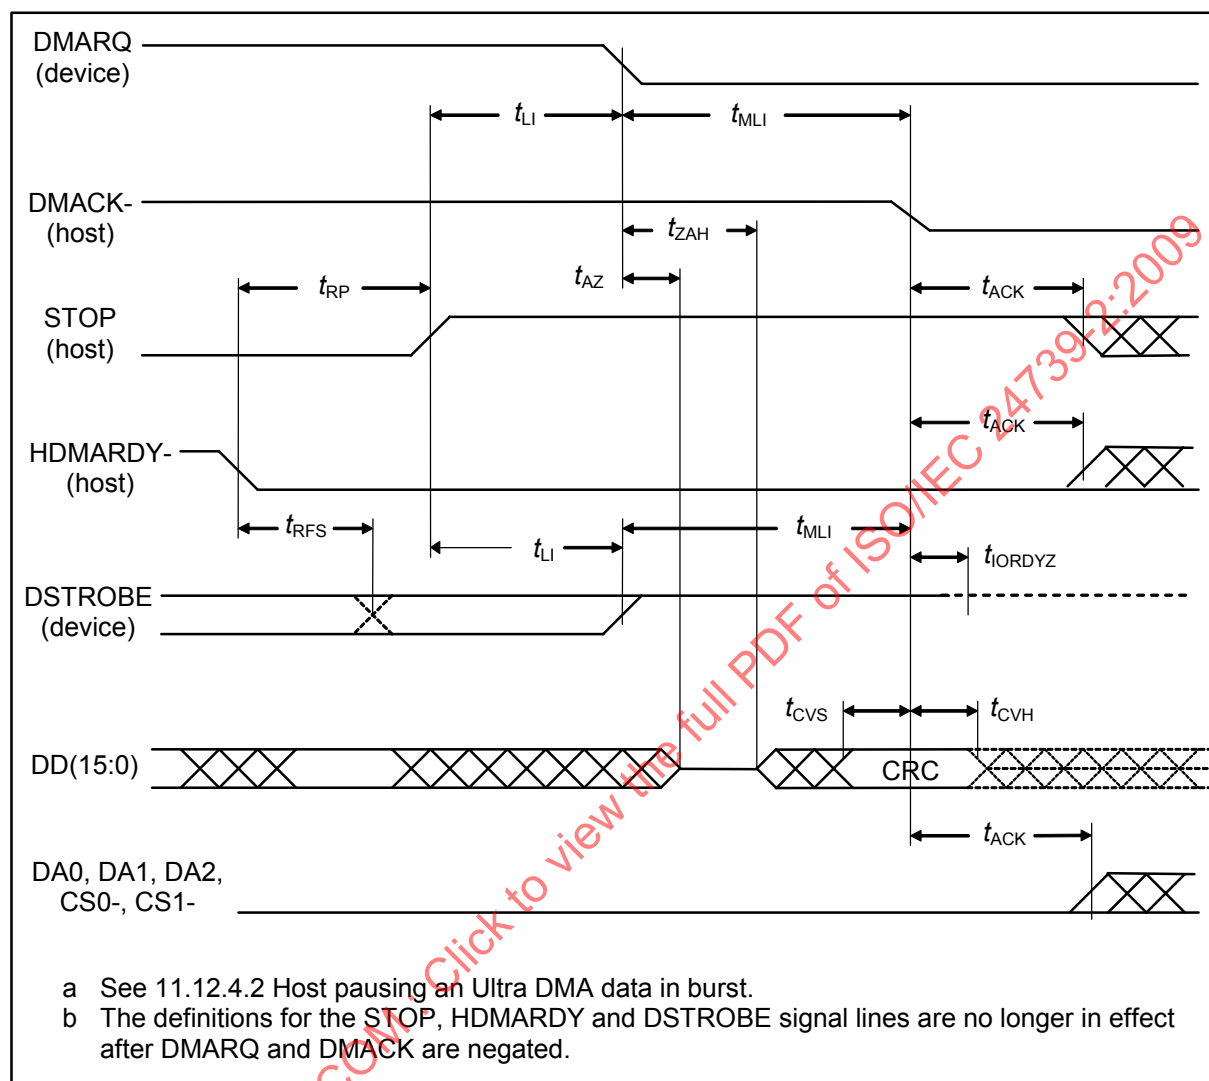 DMARQ
(device)
tLI
tMLI
DMACK-
(host)
tZAH
tAZ
tRP
tACK
STOP
(host)
tACK
HDMARDY-
(host)
tRFS
tLI
tMLI
tIORDYZ
DSTROBE
(device)
tCVS
tCVH
DD(15:0)
CRC
tACK
DA0, DA1, DA2,
CS0-, CS1-
a See 11.12.4.2 Host pausing an Ultra DMA data in burst.
b The definitions for the STOP, HDMARDY and DSTROBE signal lines are no longer in effect
after DMARQ and DMACK are negated.
COM : Click to view the full PDF of ISO/IEC 24739-2:2009